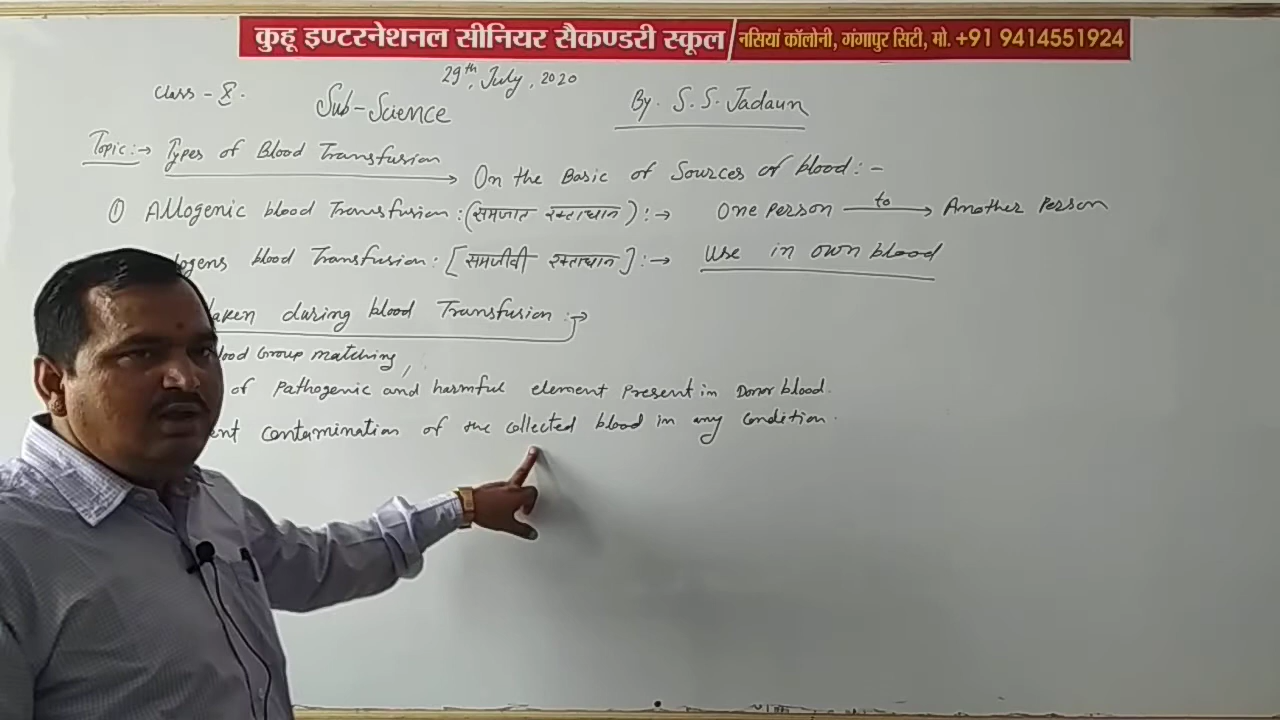 कुहू इण्टरनेशनल सीनियर सैकण्डरी स्कूल / नसियां कॉलोनी, गंगापुर सिटी, मो. +91 9414551924
29th, July, 2020
Class - X.
Sub - Science
By. S. S. Jadaun
Topic:→ Types of Blood Transfusion → On the Basic of Sources of blood:-
① Allogenic blood Transfusion: (समजात रक्ताधान):→ One Person to→ Another Person
logens blood Transfusion: [समजीवी रक्ताधान]:→ Use in own blood
aken during blood Transfusion :→
lood Group matching,
of Pathogenic and harmful element Present in Donor blood.
ent contamination of the collected blood in any condition.